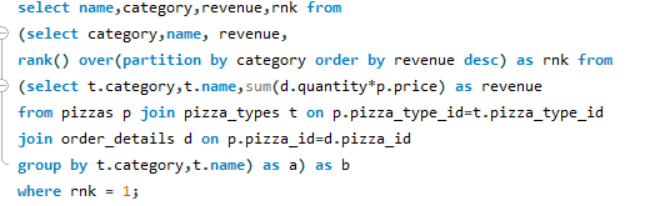 select name,category,revenue,rnk from
(select category,name, revenue,
rank() over(partition by category order by revenue desc) as rnk from
(select t.category,t.name,sum(d.quantity*p.price) as revenue
from pizzas p join pizza_types t on p.pizza_type_id=t.pizza_type_id
join order_details d on p.pizza_id=d.pizza_id
group by t.category,t.name) as a) as b
where rnk = 1;